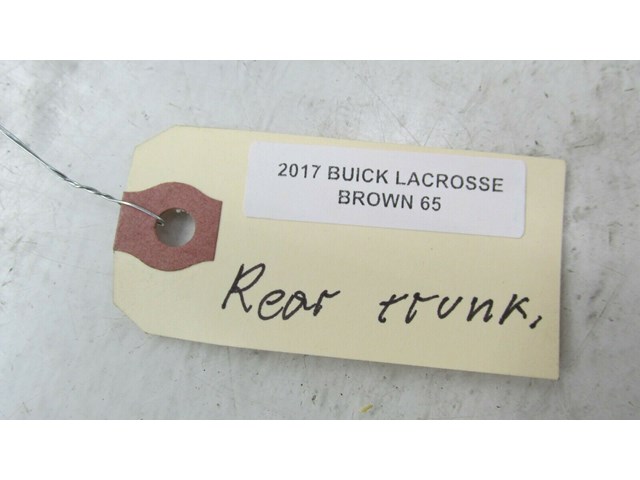 2017 BUICK LACROSSE
BROWN 65
Rear trunk.